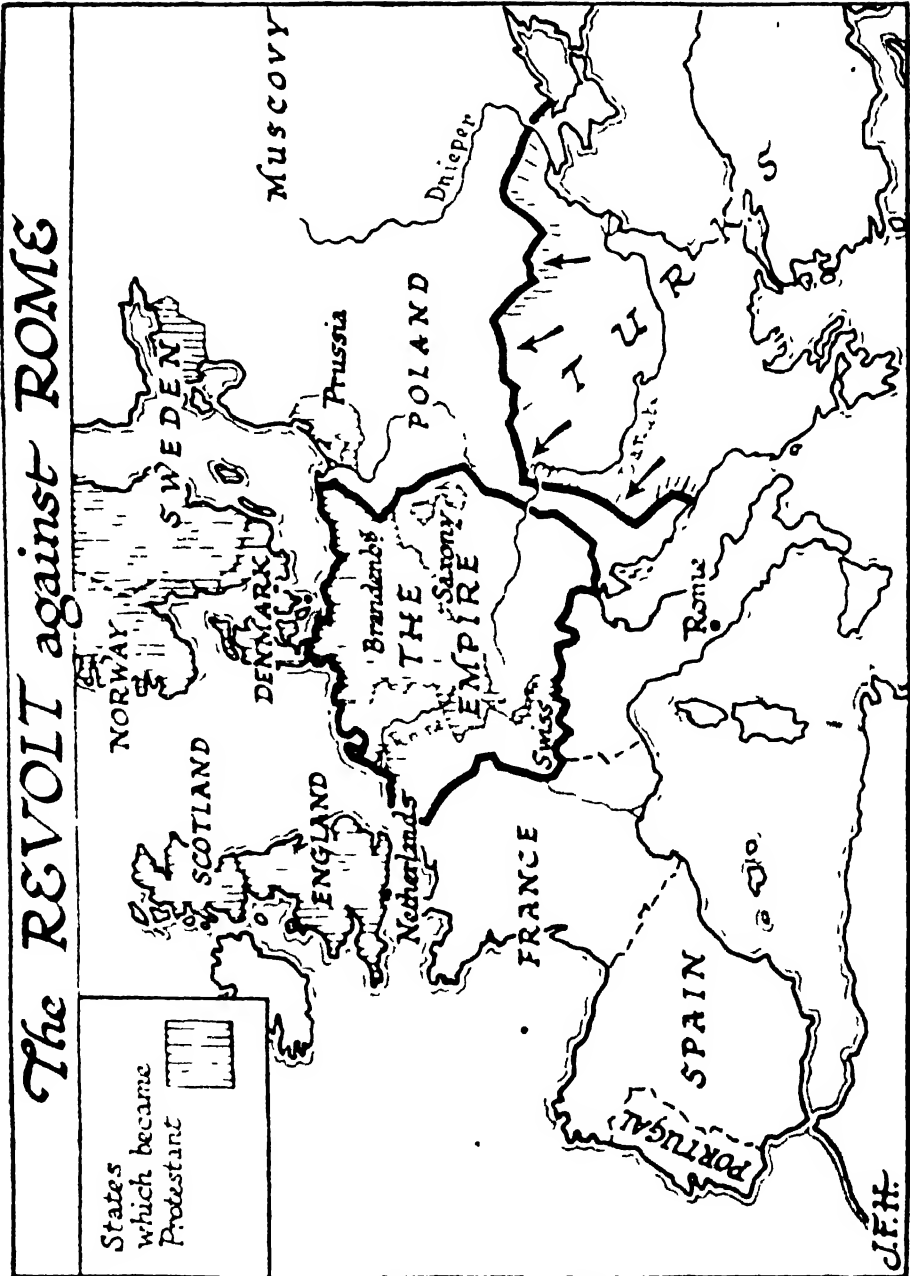 The REVOLT against ROME
States
which became
Protestant
NORWAY
SWEDEN
MUSCOVY
SCOTLAND
DENMARK
Prussia
ENGLAND
Brandenbg
POLAND
Dnieper
Netherlands
THE
Saxony
EMPIRE
FRANCE
Swiss
TURKS
Rome
SPAIN
PORTUGAL
J.F.H.